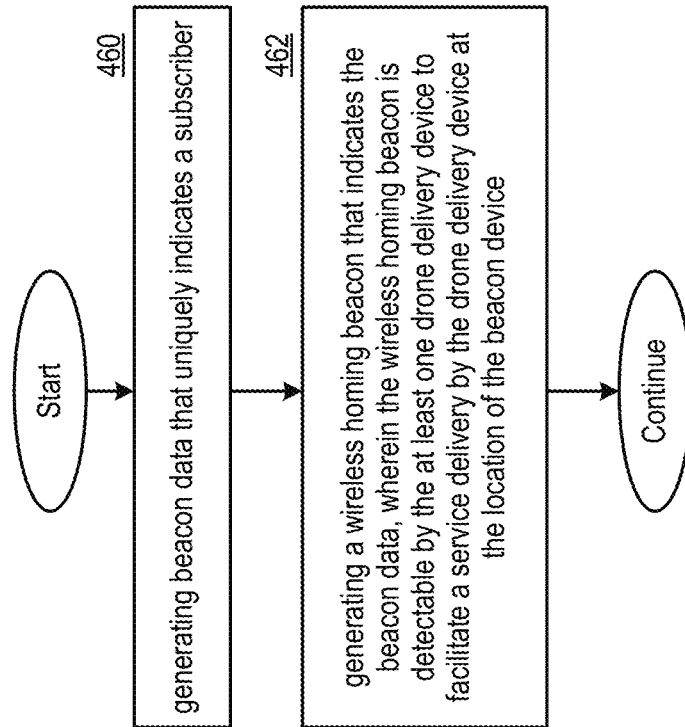 Start
460
generating beacon data that uniquely indicates a subscriber
462
generating a wireless homing beacon that indicates the
beacon data, wherein the wireless homing beacon is
detectable by the at least one drone delivery device to
facilitate a service delivery by the drone delivery device at
the location of the beacon device
Continue